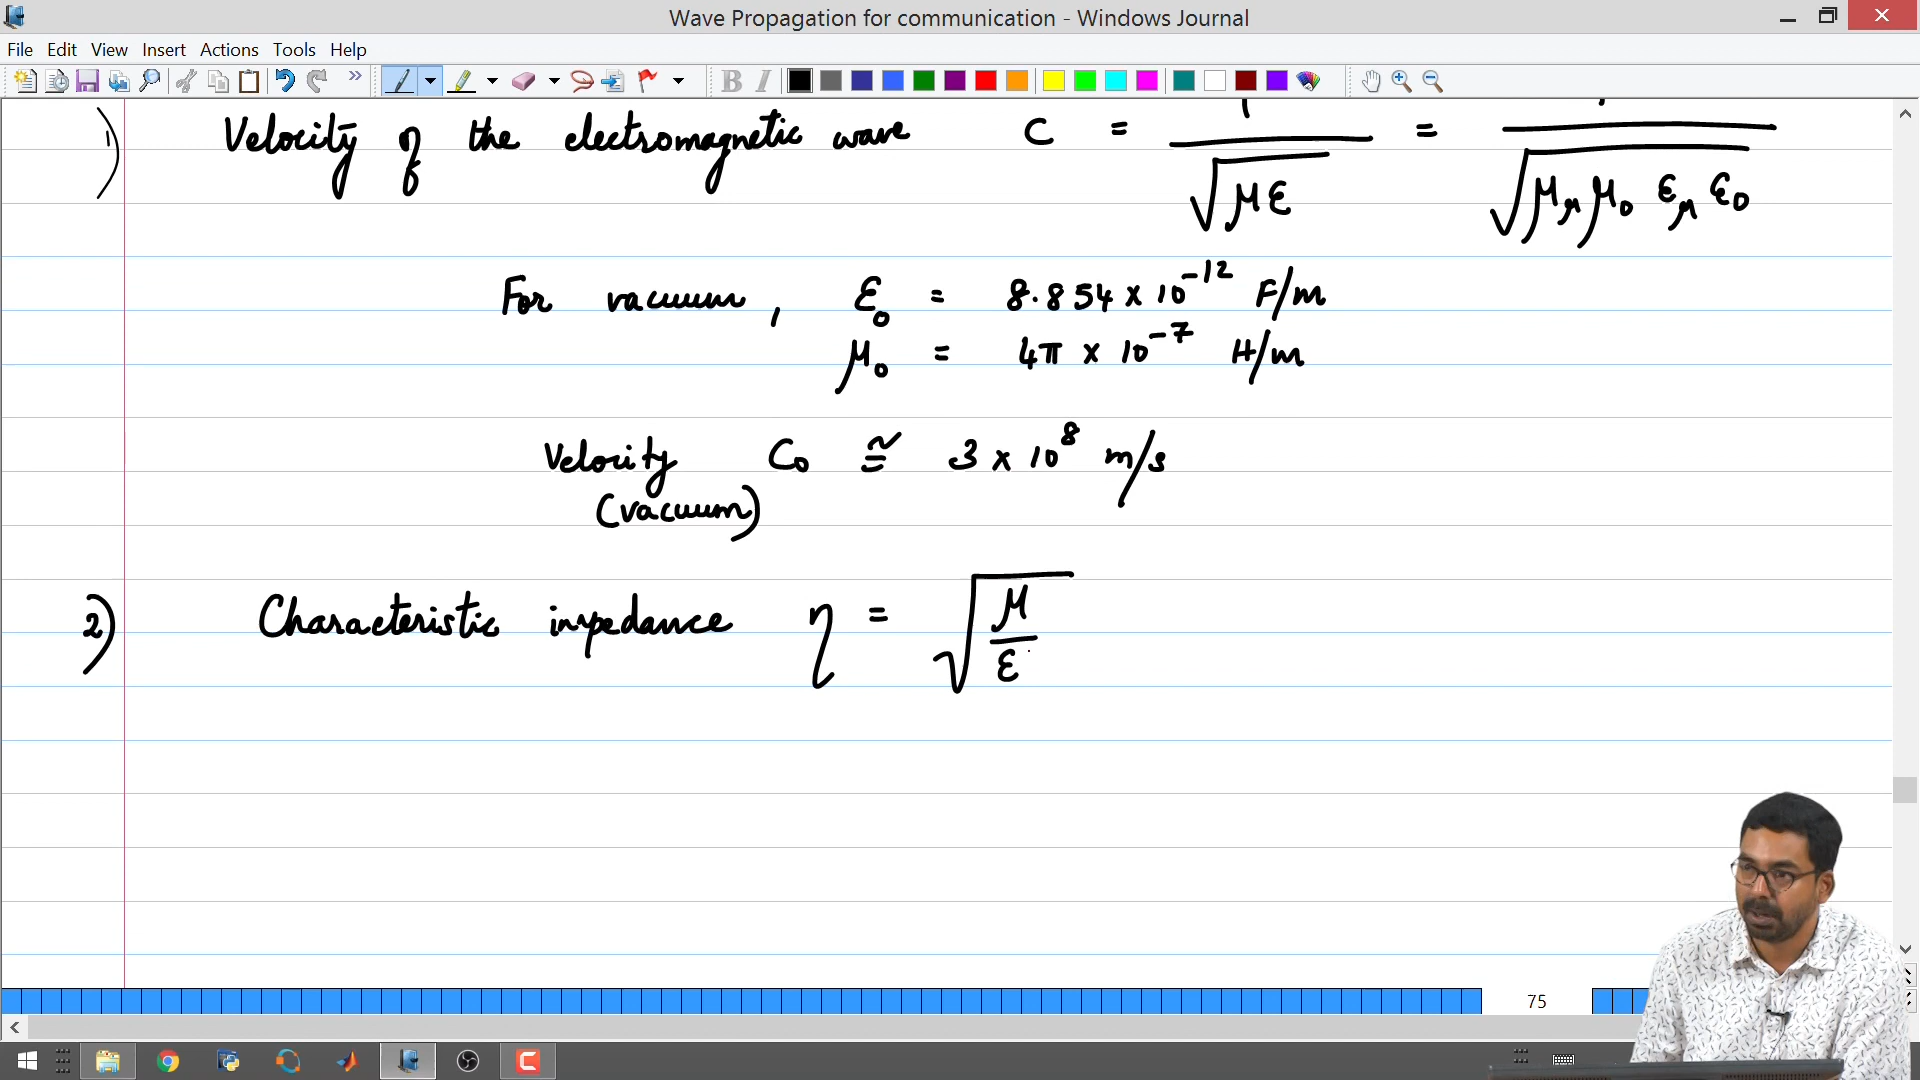 Wave Propagation for communication - Windows Journal
File Edit View Insert Actions Tools Help
B I
1) Velocity of the electromagnetic wave C = 1/√με = 1/√μᵣμ₀ εᵣε₀
For vacuum, ε₀ = 8.854 × 10⁻¹² F/m
μ₀ = 4π × 10⁻⁷ H/m
Velocity C₀ ≅ 3 × 10⁸ m/s
(vacuum)
2) Characteristic impedance η = √μ/ε
75